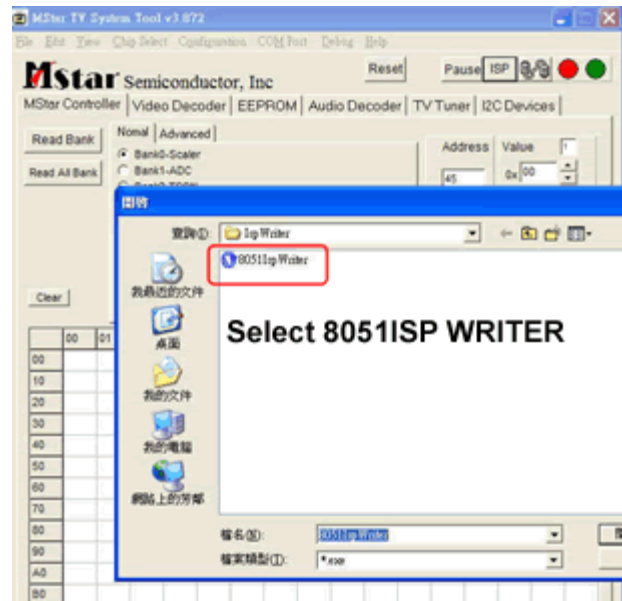 MStar TV System Tool v3.872
File Edit View Chip Select Configuration COM Port Debug Help
MStar Semiconductor, Inc
Reset
Pause
ISP
MStar Controller
Video Decoder
EEPROM
Audio Decoder
TV Tuner
I2C Devices
Read Bank
Read All Bank
Nomal
Advanced
Bank0-Scaler
Bank1-ADC
Address
Value
45
0x
00
開啟
查詢(I):
Isp Writer
8051IspWriter
我最近的文件
桌面
我的文件
我的電腦
網路上的芳鄰
Select 8051ISP WRITER
Clear
00 01
00
10
20
30
40
50
60
70
80
90
A0
B0
檔名(N):
8051IspWriter
檔案類型(T):
*.exe